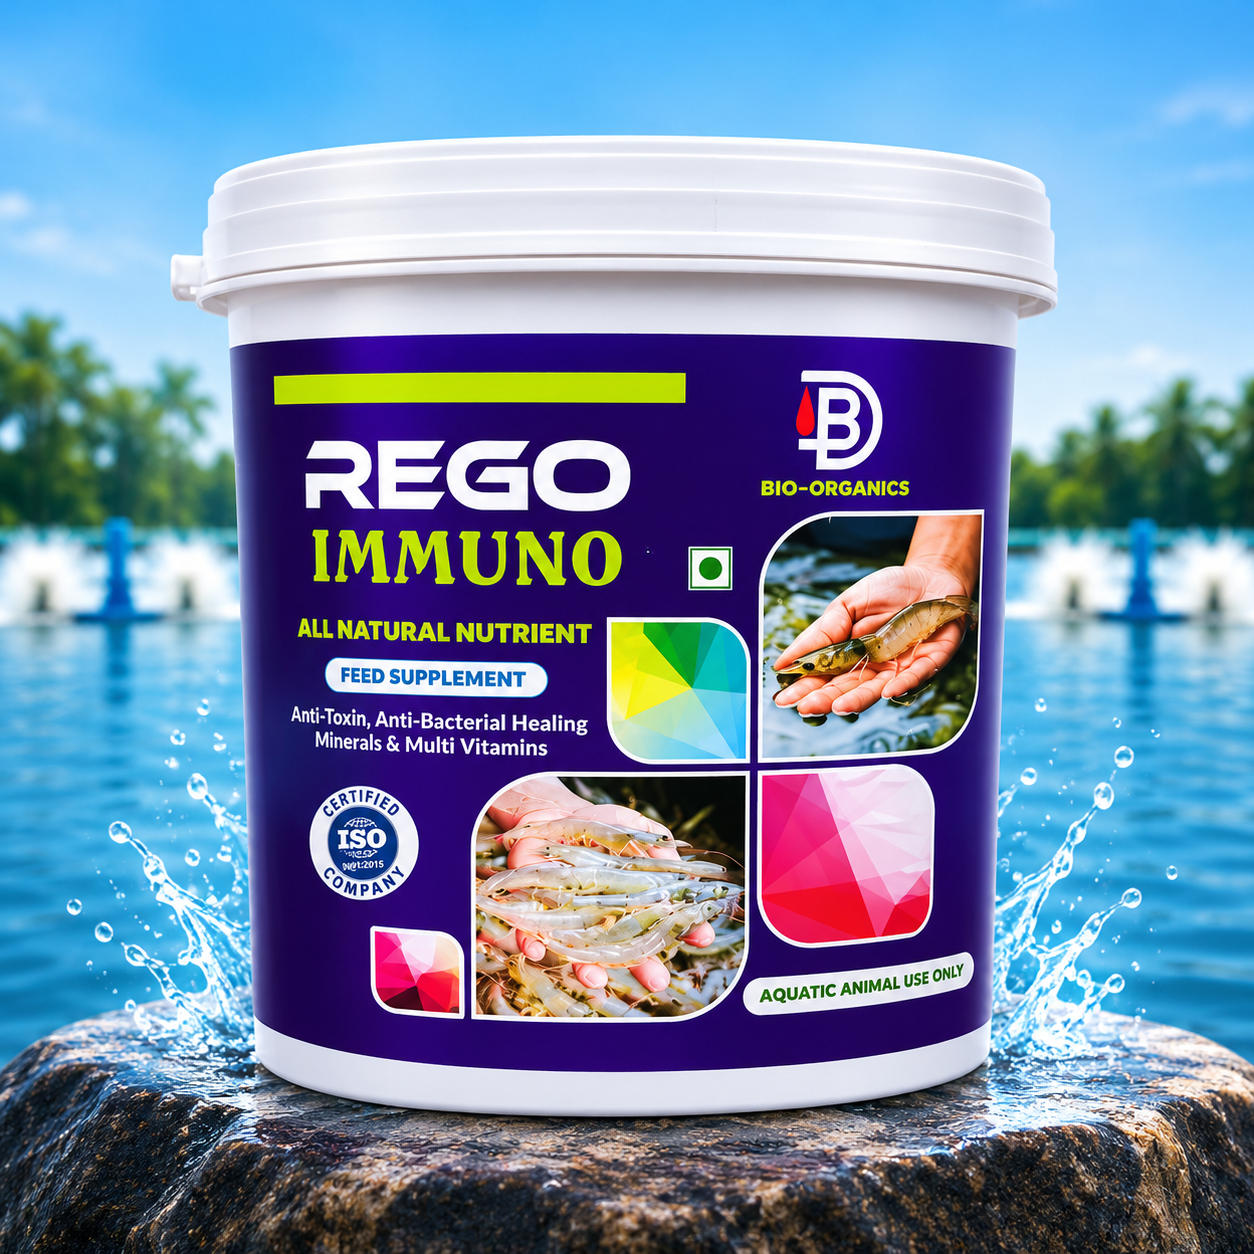 REGO
IMMUNO
ALL NATURAL NUTRIENT
FEED SUPPLEMENT
Anti-Toxin, Anti-Bacterial Healing
Minerals & Multi Vitamins
CERTIFIED
ISO
COMPANY
DB
BIO-ORGANICS
AQUATIC ANIMAL USE ONLY